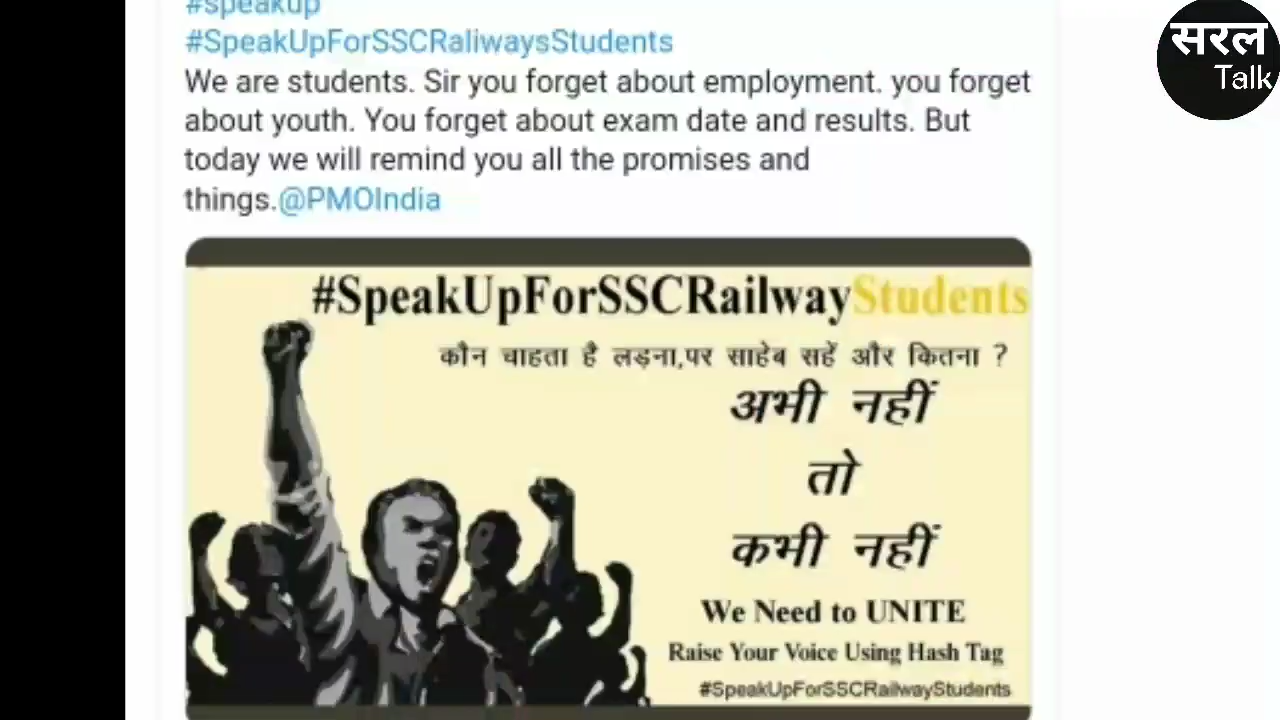 #speakup
#SpeakUpForSSCRaliwaysStudents
We are students. Sir you forget about employment. you forget
about youth. You forget about exam date and results. But
today we will remind you all the promises and
things.@PMOIndia
सरल
Talk
#SpeakUpForSSCRailwayStudents
कौन चाहता है लड़ना,पर साहेब सहें और कितना ?
अभी नहीं
तो
कभी नहीं
We Need to UNITE
Raise Your Voice Using Hash Tag
#SpeakUpForSSCRailwayStudents